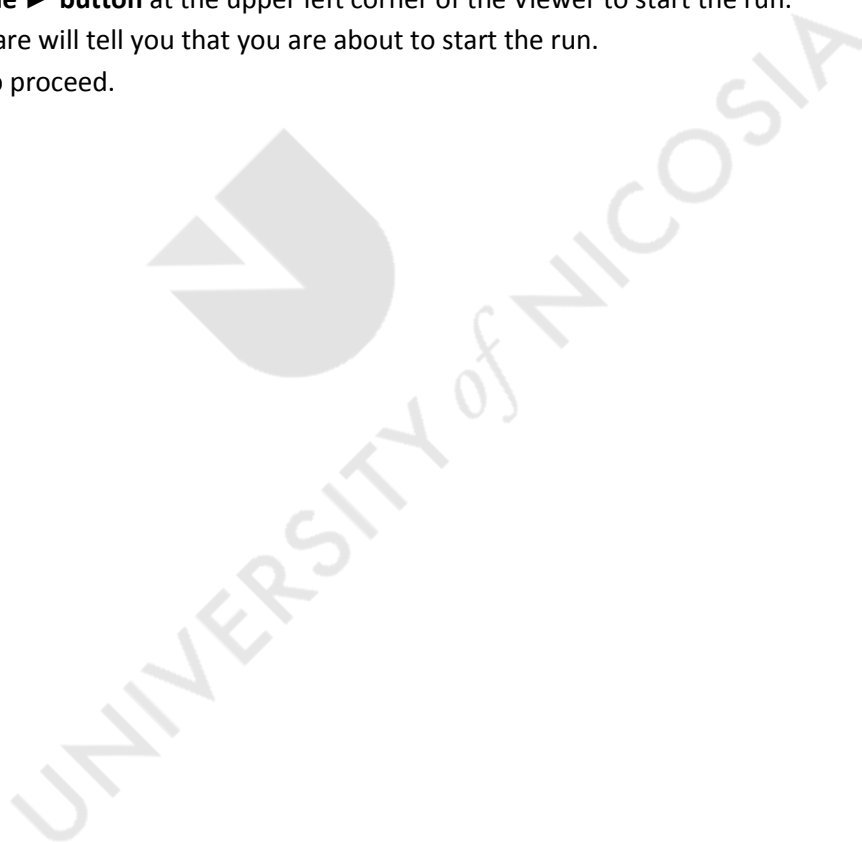 ► button at the upper left corner of the viewer to start the run.
will tell you that you are about to start the run.
proceed.
UNIVERSITY of NICOSIA